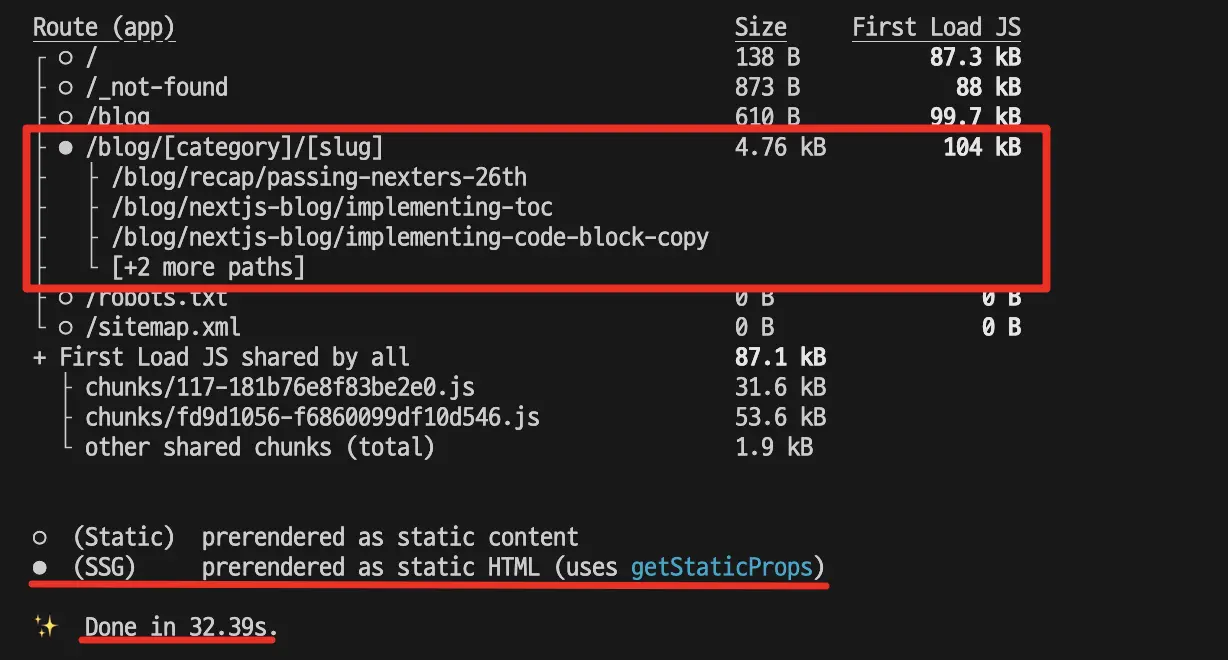 Route (app) Size First Load JS
┌ ○ / 138 B 87.3 kB
├ ○ /_not-found 873 B 88 kB
├ ○ /blog 610 B 99.7 kB
├ ● /blog/[category]/[slug] 4.76 kB 104 kB
├ ├ /blog/recap/passing-nexters-26th
├ ├ /blog/nextjs-blog/implementing-toc
├ ├ /blog/nextjs-blog/implementing-code-block-copy
├ └ [+2 more paths]
├ ○ /robots.txt 0 B 0 B
└ ○ /sitemap.xml 0 B 0 B
+ First Load JS shared by all 87.1 kB
├ chunks/117-181b76e8f83be2e0.js 31.6 kB
├ chunks/fd9d1056-f6860099df10d546.js 53.6 kB
└ other shared chunks (total) 1.9 kB
○ (Static) prerendered as static content
● (SSG) prerendered as static HTML (uses getStaticProps)
✨ Done in 32.39s.